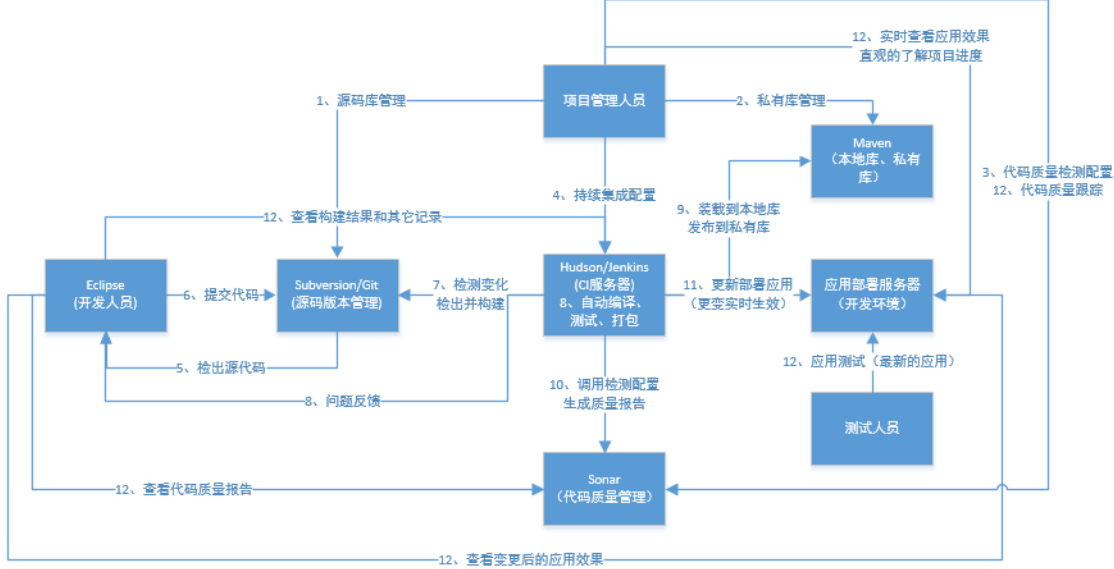 12、实时查看应用效果
直观的了解项目进度
1、源码库管理
项目管理人员
2、私有库管理
Maven
（本地库、私有
库）
3、代码质量检测配置
12、代码质量跟踪
4、持续集成配置
9、装载到本地库
发布到私有库
12、查看构建结果和其它记录
Eclipse
(开发人员)
6、提交代码
Subversion/Git
(源码版本管理)
7、检测变化
检出并构建
Hudson/Jenkins
(CI服务器)
8、自动编译、
测试、打包
11、更新部署应用
（更变实时生效）
应用部署服务器
（开发环境）
5、检出源代码
12、应用测试（最新的应用）
8、问题反馈
10、调用检测配置
生成质量报告
测试人员
Sonar
（代码质量管理）
12、查看代码质量报告
12、查看变更后的应用效果